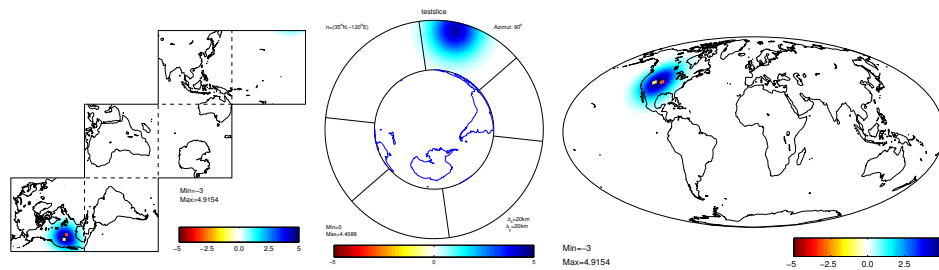 testslice
n=(35°N,−120°E)
Azimut: 90°
Min=−3
Max=4.9154
−5
−2.5
0.0
2.5
5
Min=0
Max=4.4088
Δ =20km
Δ =20km
−5
0
5
Min=−3
Max=4.9154
−5
−2.5
0.0
2.5